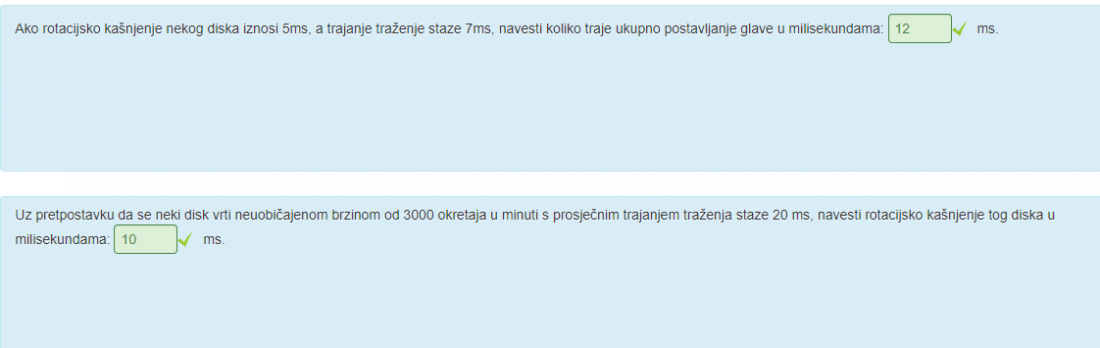 Ako rotacijsko kašnjenje nekog diska iznosi 5ms, a trajanje traženje staze 7ms, navesti koliko traje ukupno postavljanje glave u milisekundama: 12 ms.
Uz pretpostavku da se neki disk vrti neuobičajenom brzinom od 3000 okretaja u minuti s prosječnim trajanjem traženja staze 20 ms, navesti rotacijsko kašnjenje tog diska u
milisekundama: 10 ms.